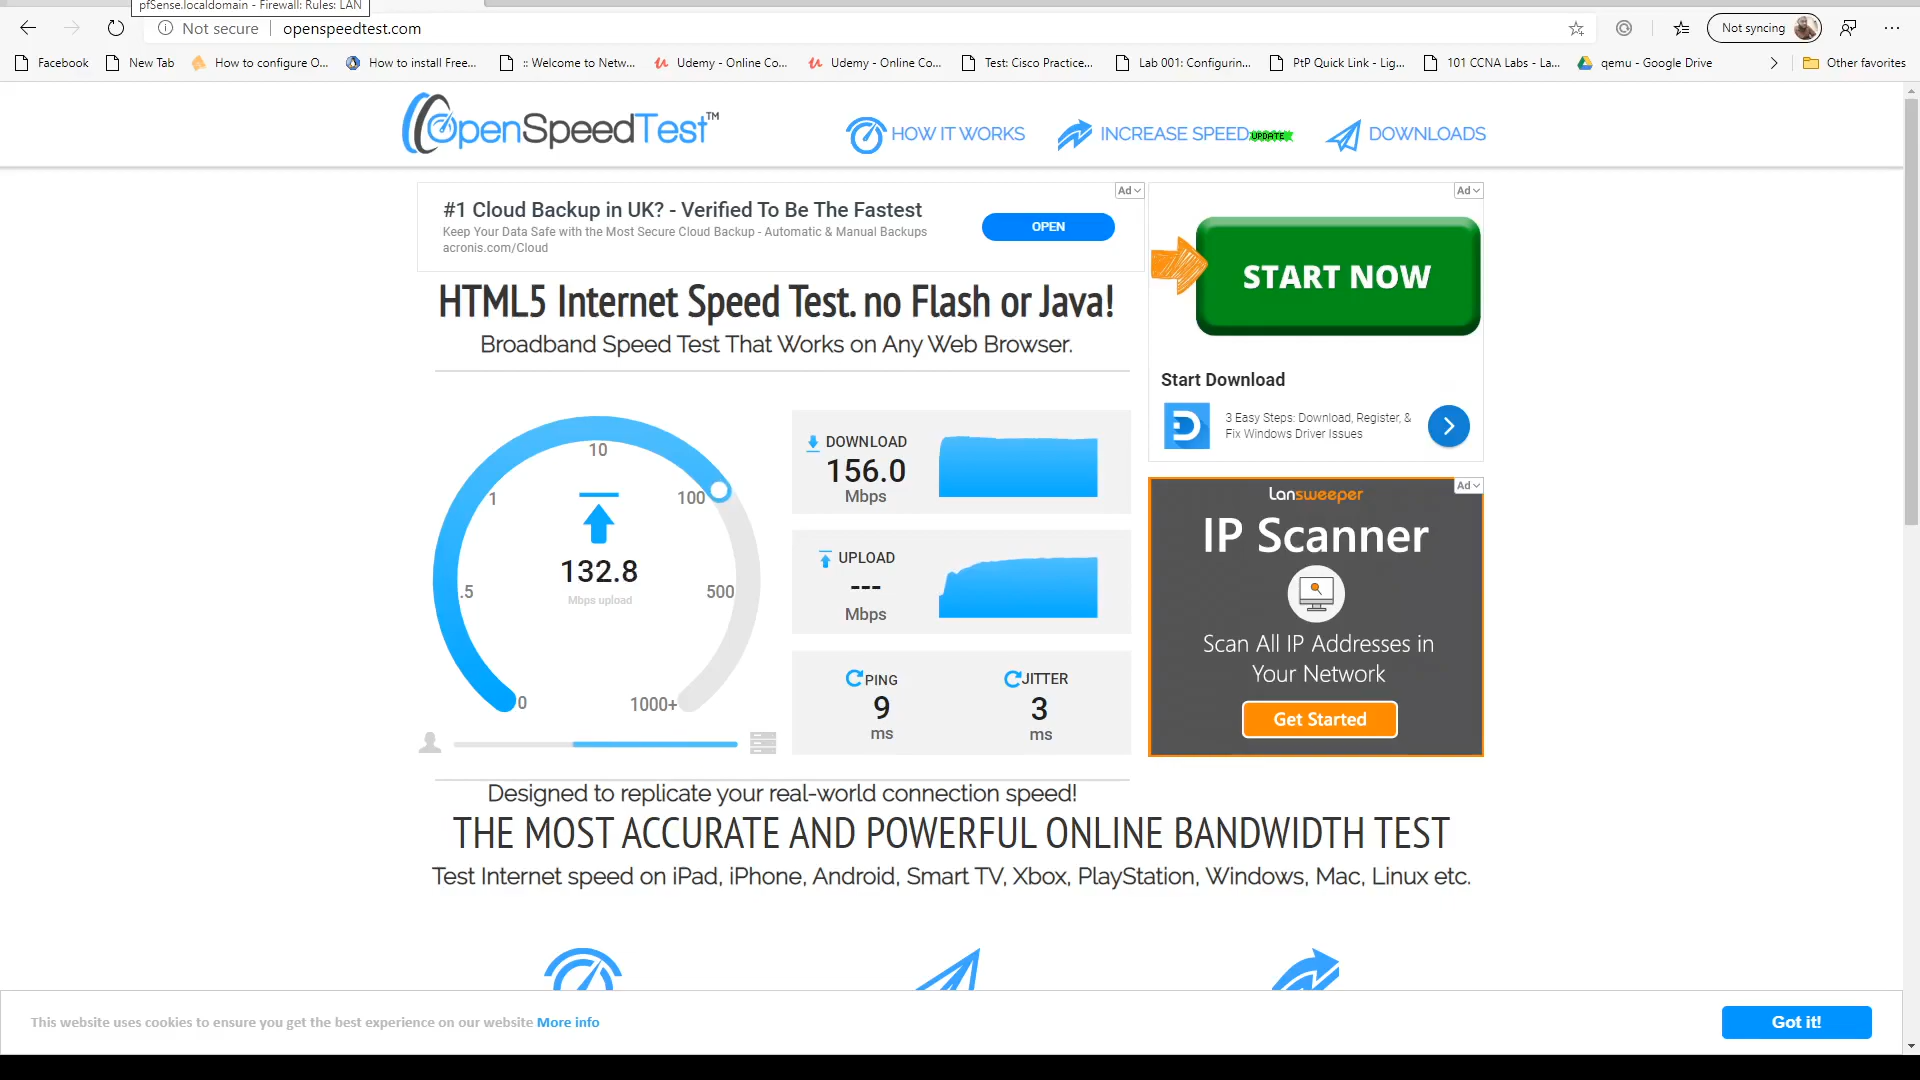 pfSense.localdomain - Firewall: Rules: LAN
Not secure
openspeedtest.com
Not syncing
Facebook
New Tab
How to configure O...
How to install Free...
:: Welcome to Netw...
Udemy - Online Co...
Udemy - Online Co...
Test: Cisco Practice...
Lab 001: Configurin...
PtP Quick Link - Lig...
101 CCNA Labs - La...
qemu - Google Drive
Other favorites
OpenSpeedTest™
HOW IT WORKS
INCREASE SPEED
UPDATE
DOWNLOADS
Ad
#1 Cloud Backup in UK? - Verified To Be The Fastest
Keep Your Data Safe with the Most Secure Cloud Backup - Automatic & Manual Backups
acronis.com/Cloud
OPEN
Ad
START NOW
Start Download
3 Easy Steps: Download, Register, &
Fix Windows Driver Issues
HTML5 Internet Speed Test. no Flash or Java!
Broadband Speed Test That Works on Any Web Browser.
10
1
100
.5
500
0
1000+
132.8
Mbps upload
DOWNLOAD
156.0
Mbps
UPLOAD
---
Mbps
PING
9
ms
JITTER
3
ms
Ad
Lansweeper
IP Scanner
Scan All IP Addresses in
Your Network
Get Started
Designed to replicate your real-world connection speed!
THE MOST ACCURATE AND POWERFUL ONLINE BANDWIDTH TEST
Test Internet speed on iPad, iPhone, Android, Smart TV, Xbox, PlayStation, Windows, Mac, Linux etc.
This website uses cookies to ensure you get the best experience on our website More info
Got it!